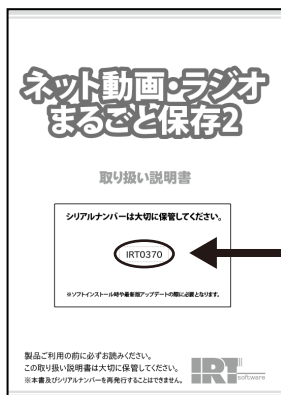 ネット動画・ラジオ
まるごと保存2
取り扱い説明書
シリアルナンバーは大切に保管してください。
IRT0370
※ソフトインストール時や最新版アップデートの際に必要となります。
製品ご利用の前に必ずお読みください。
この取り扱い説明書は大切に保管してください。
※本書及びシリアルナンバーを再発行することはできません。
IRT software